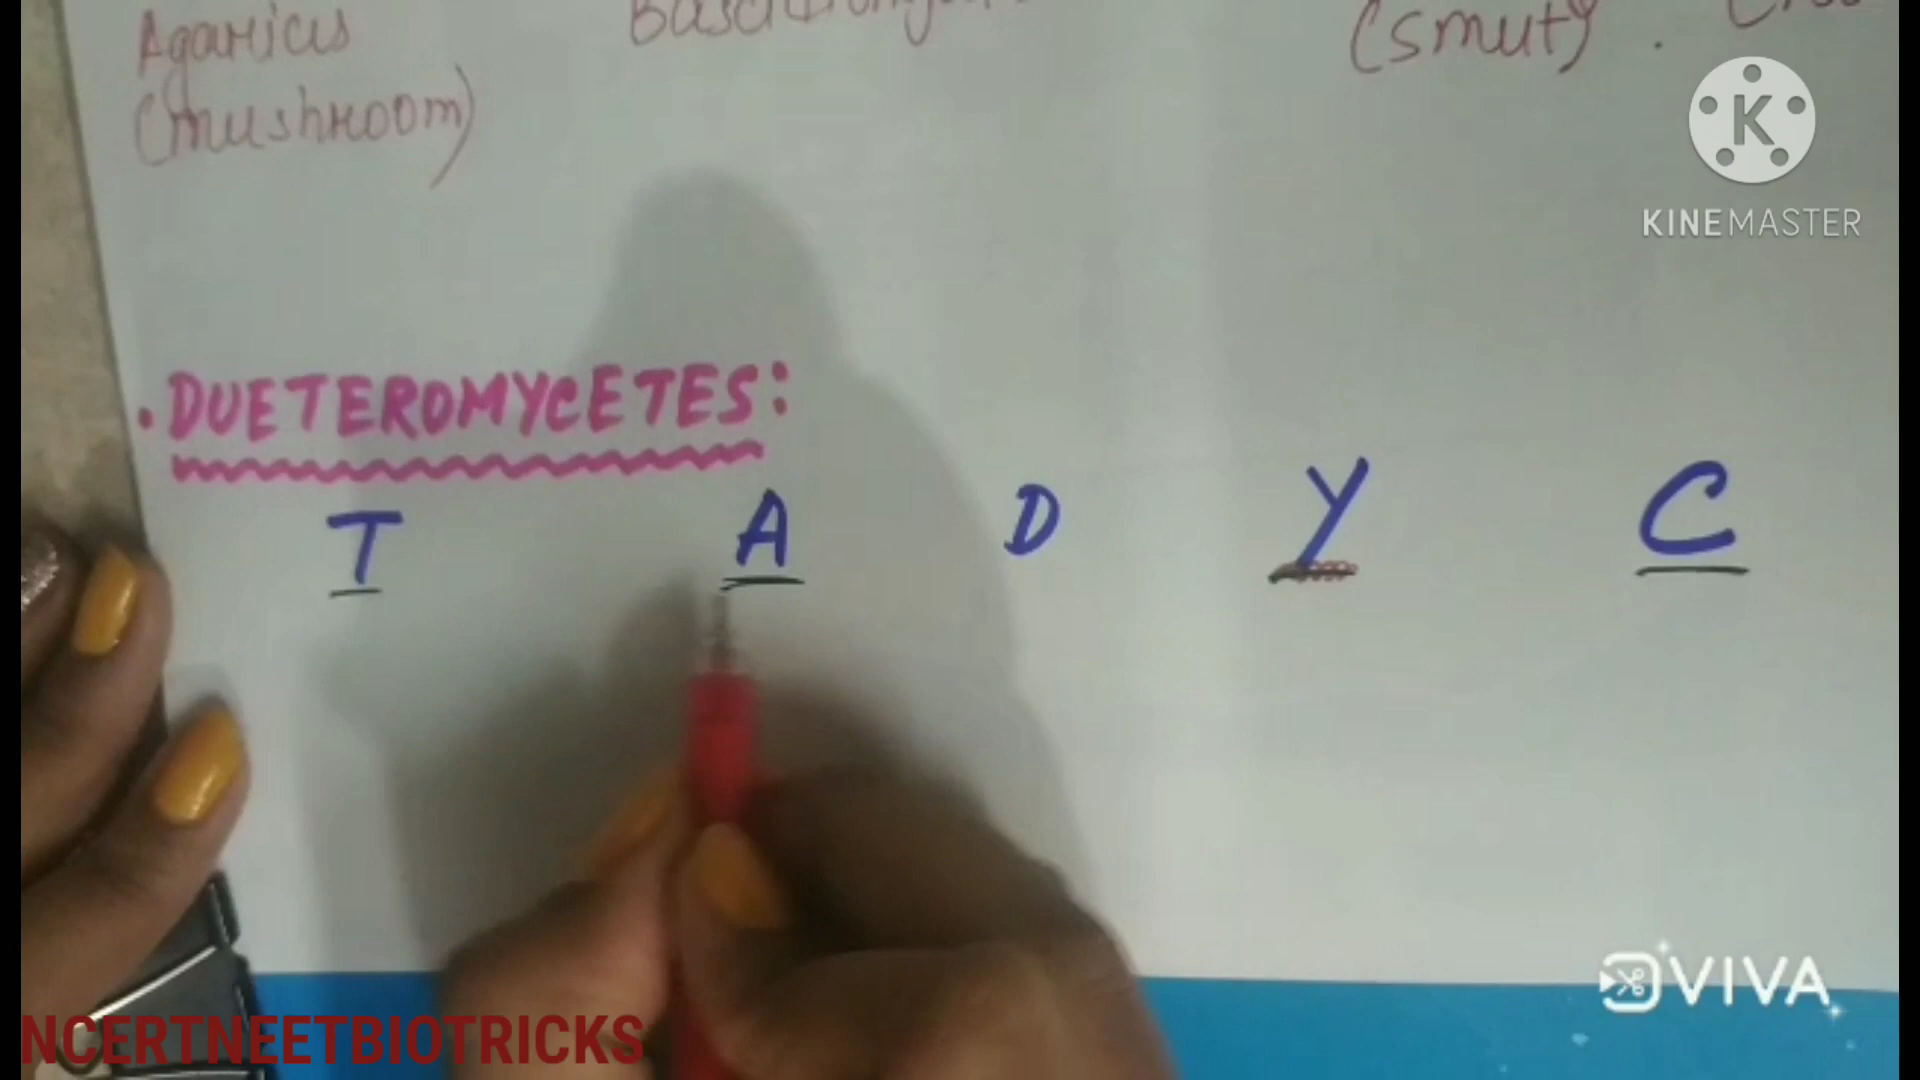 Agaricus
(mushroom)
(smut)
K
KINEMASTER
. DUETEROMYCETES:
T A D Y C
VIVA
NCERTNEETBIOTRICKS